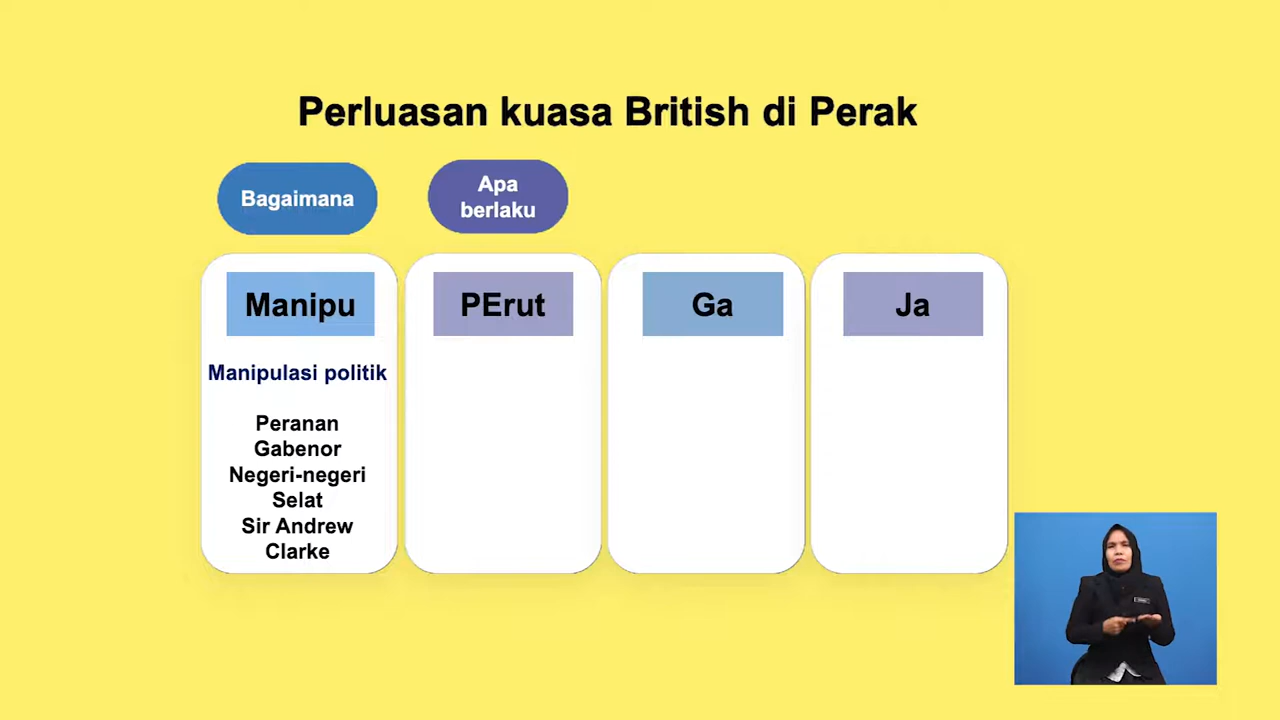 Perluasan kuasa British di Perak
Bagaimana
Apa
berlaku
Manipu
PErut
Ga
Ja
Manipulasi politik
Peranan
Gabenor
Negeri-negeri
Selat
Sir Andrew
Clarke